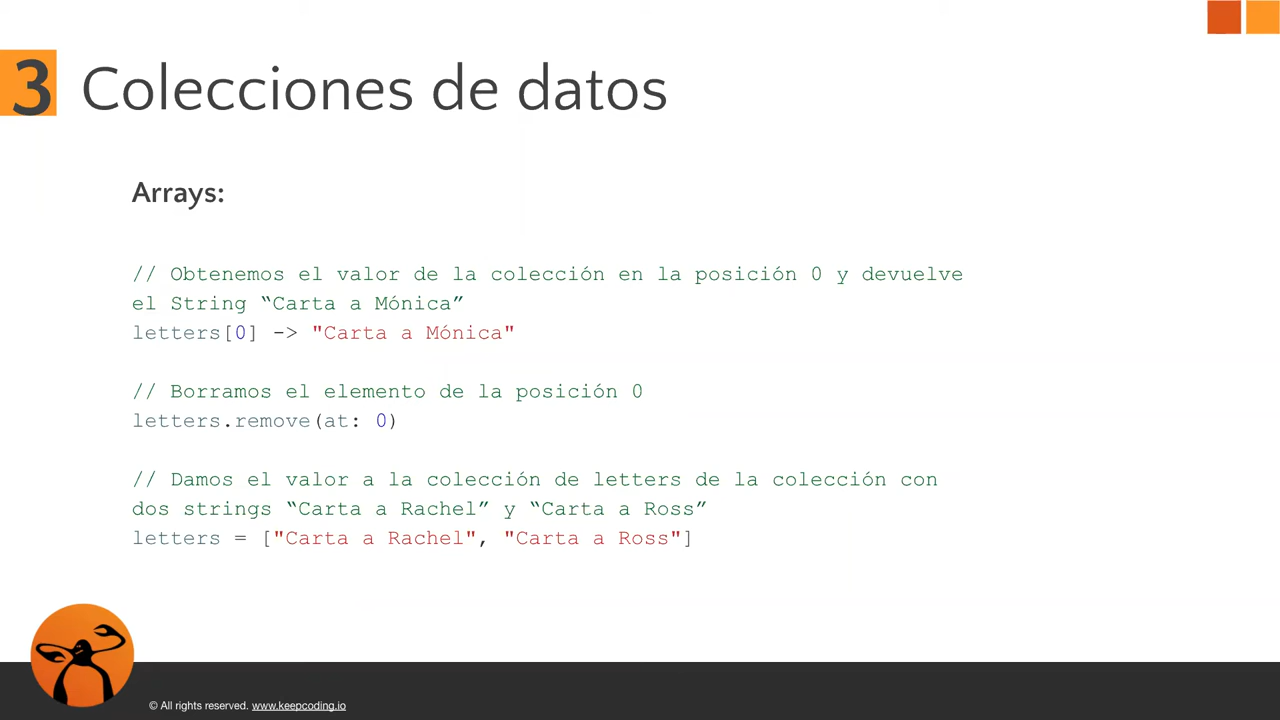 3 Colecciones de datos
Arrays:
// Obtenemos el valor de la colección en la posición 0 y devuelve
el String “Carta a Mónica”
letters[0] -> "Carta a Mónica"
// Borramos el elemento de la posición 0
letters.remove(at: 0)
// Damos el valor a la colección de letters de la colección con
dos strings “Carta a Rachel” y “Carta a Ross”
letters = ["Carta a Rachel", "Carta a Ross"]
© All rights reserved. www.keepcoding.io